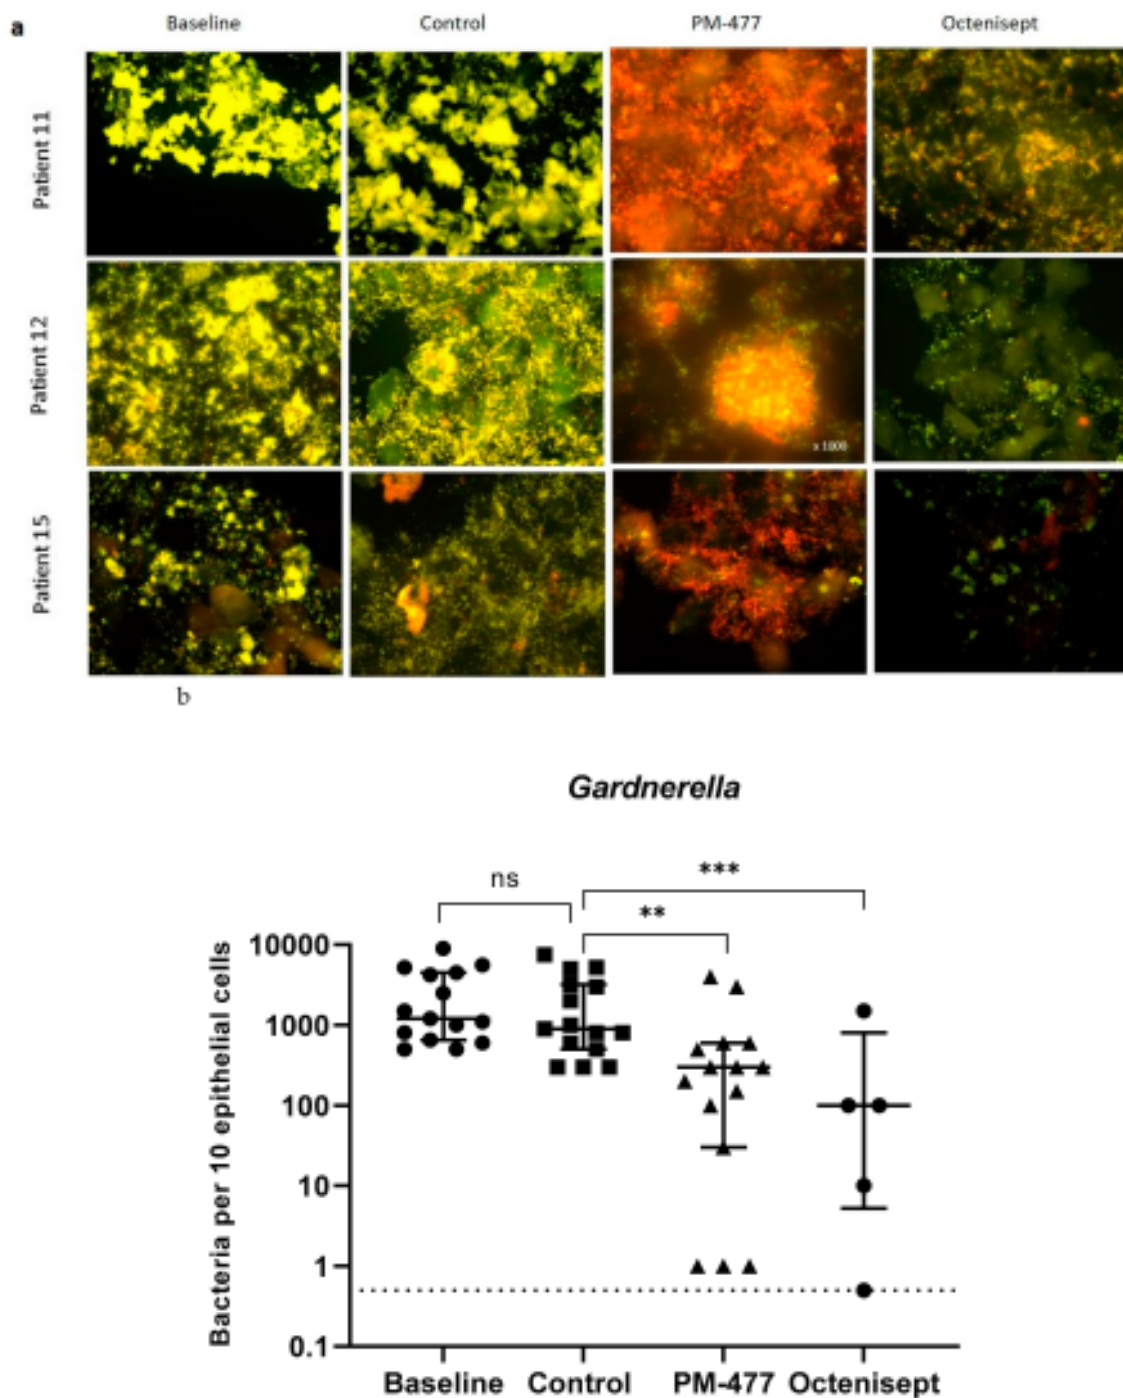 a
Baseline Control PM-477 Octenisept
Patient 11
Patient 12
x 1000
Patient 15
b
Gardnerella
ns
***
**
Bacteria per 10 epithelial cells
10000
1000
100
10
1
0.1
Baseline Control PM-477 Octenisept